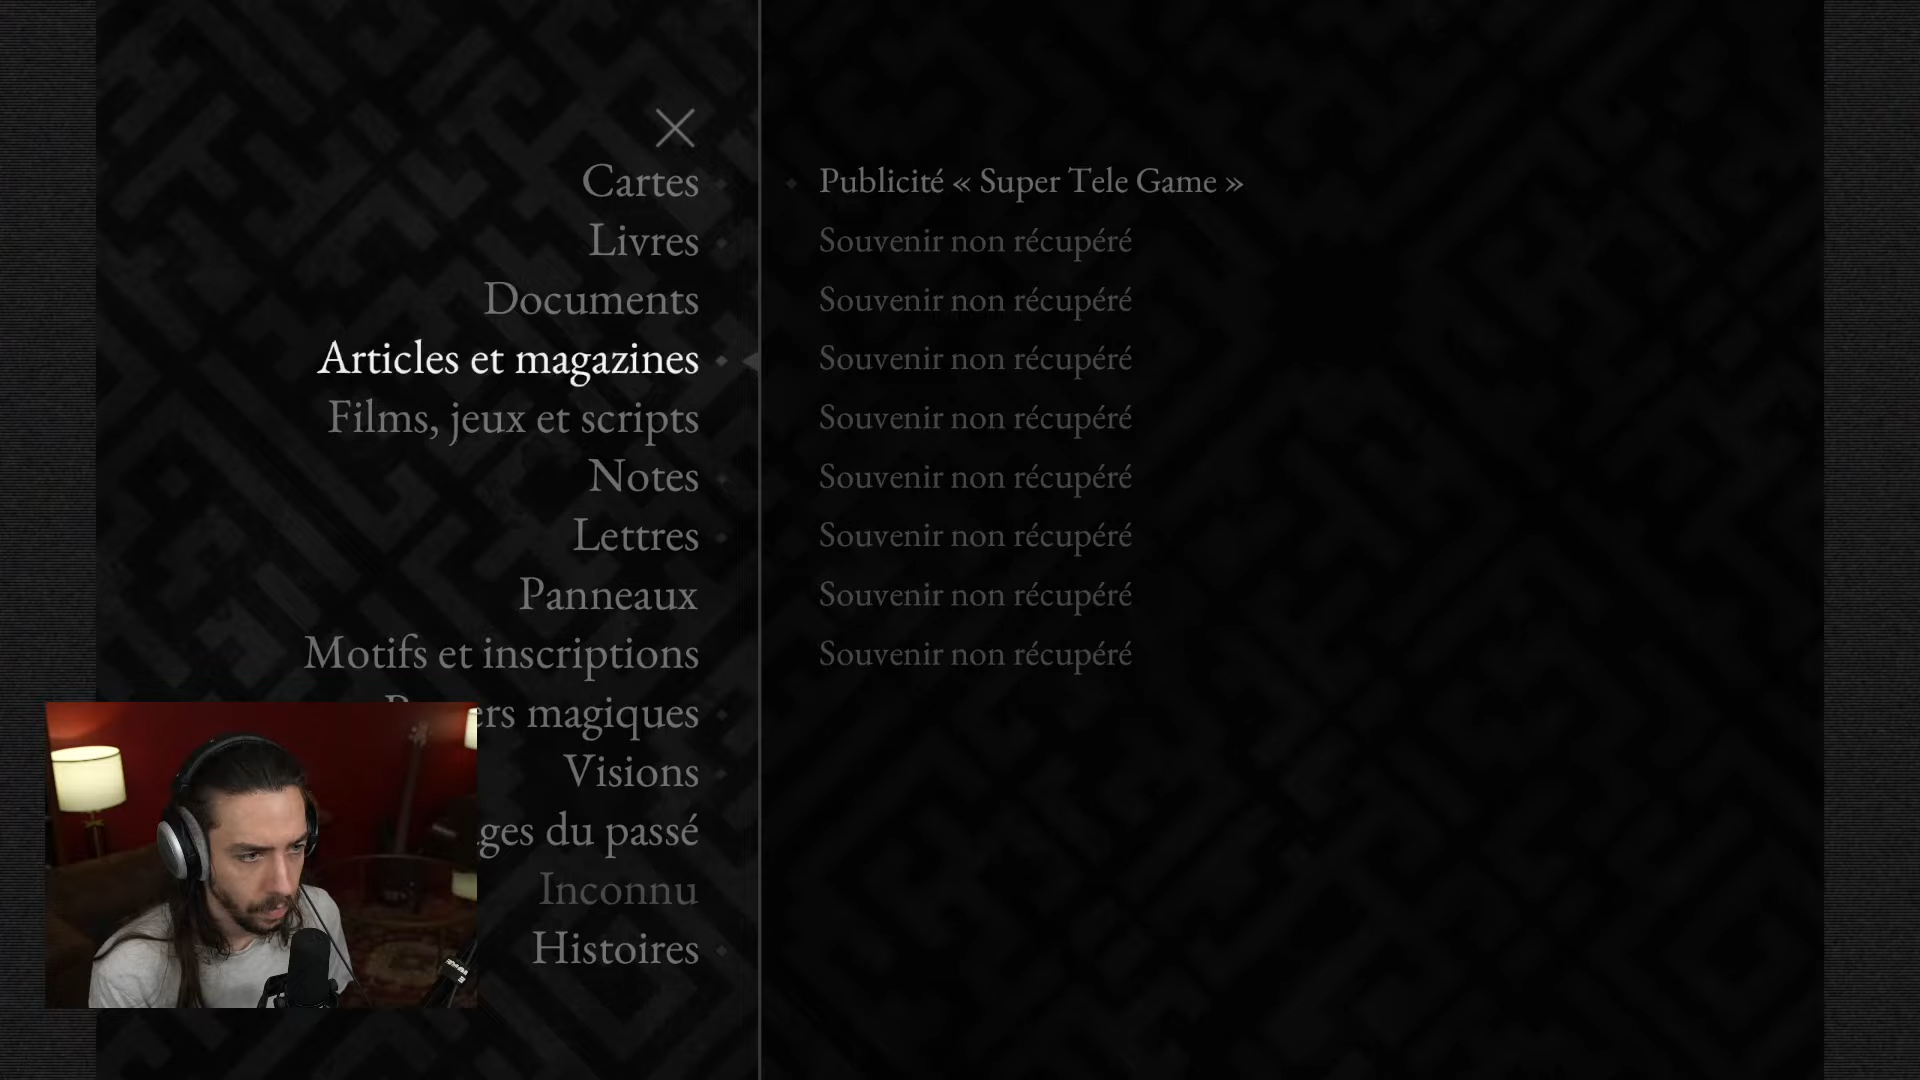 Cartes
Livres
Documents
Articles et magazines
Films, jeux et scripts
Notes
Lettres
Panneaux
Motifs et inscriptions
magiques
Visions
du passé
Inconnu
Histoires
Publicité « Super Tele Game »
Souvenir non récupéré
Souvenir non récupéré
Souvenir non récupéré
Souvenir non récupéré
Souvenir non récupéré
Souvenir non récupéré
Souvenir non récupéré
Souvenir non récupéré